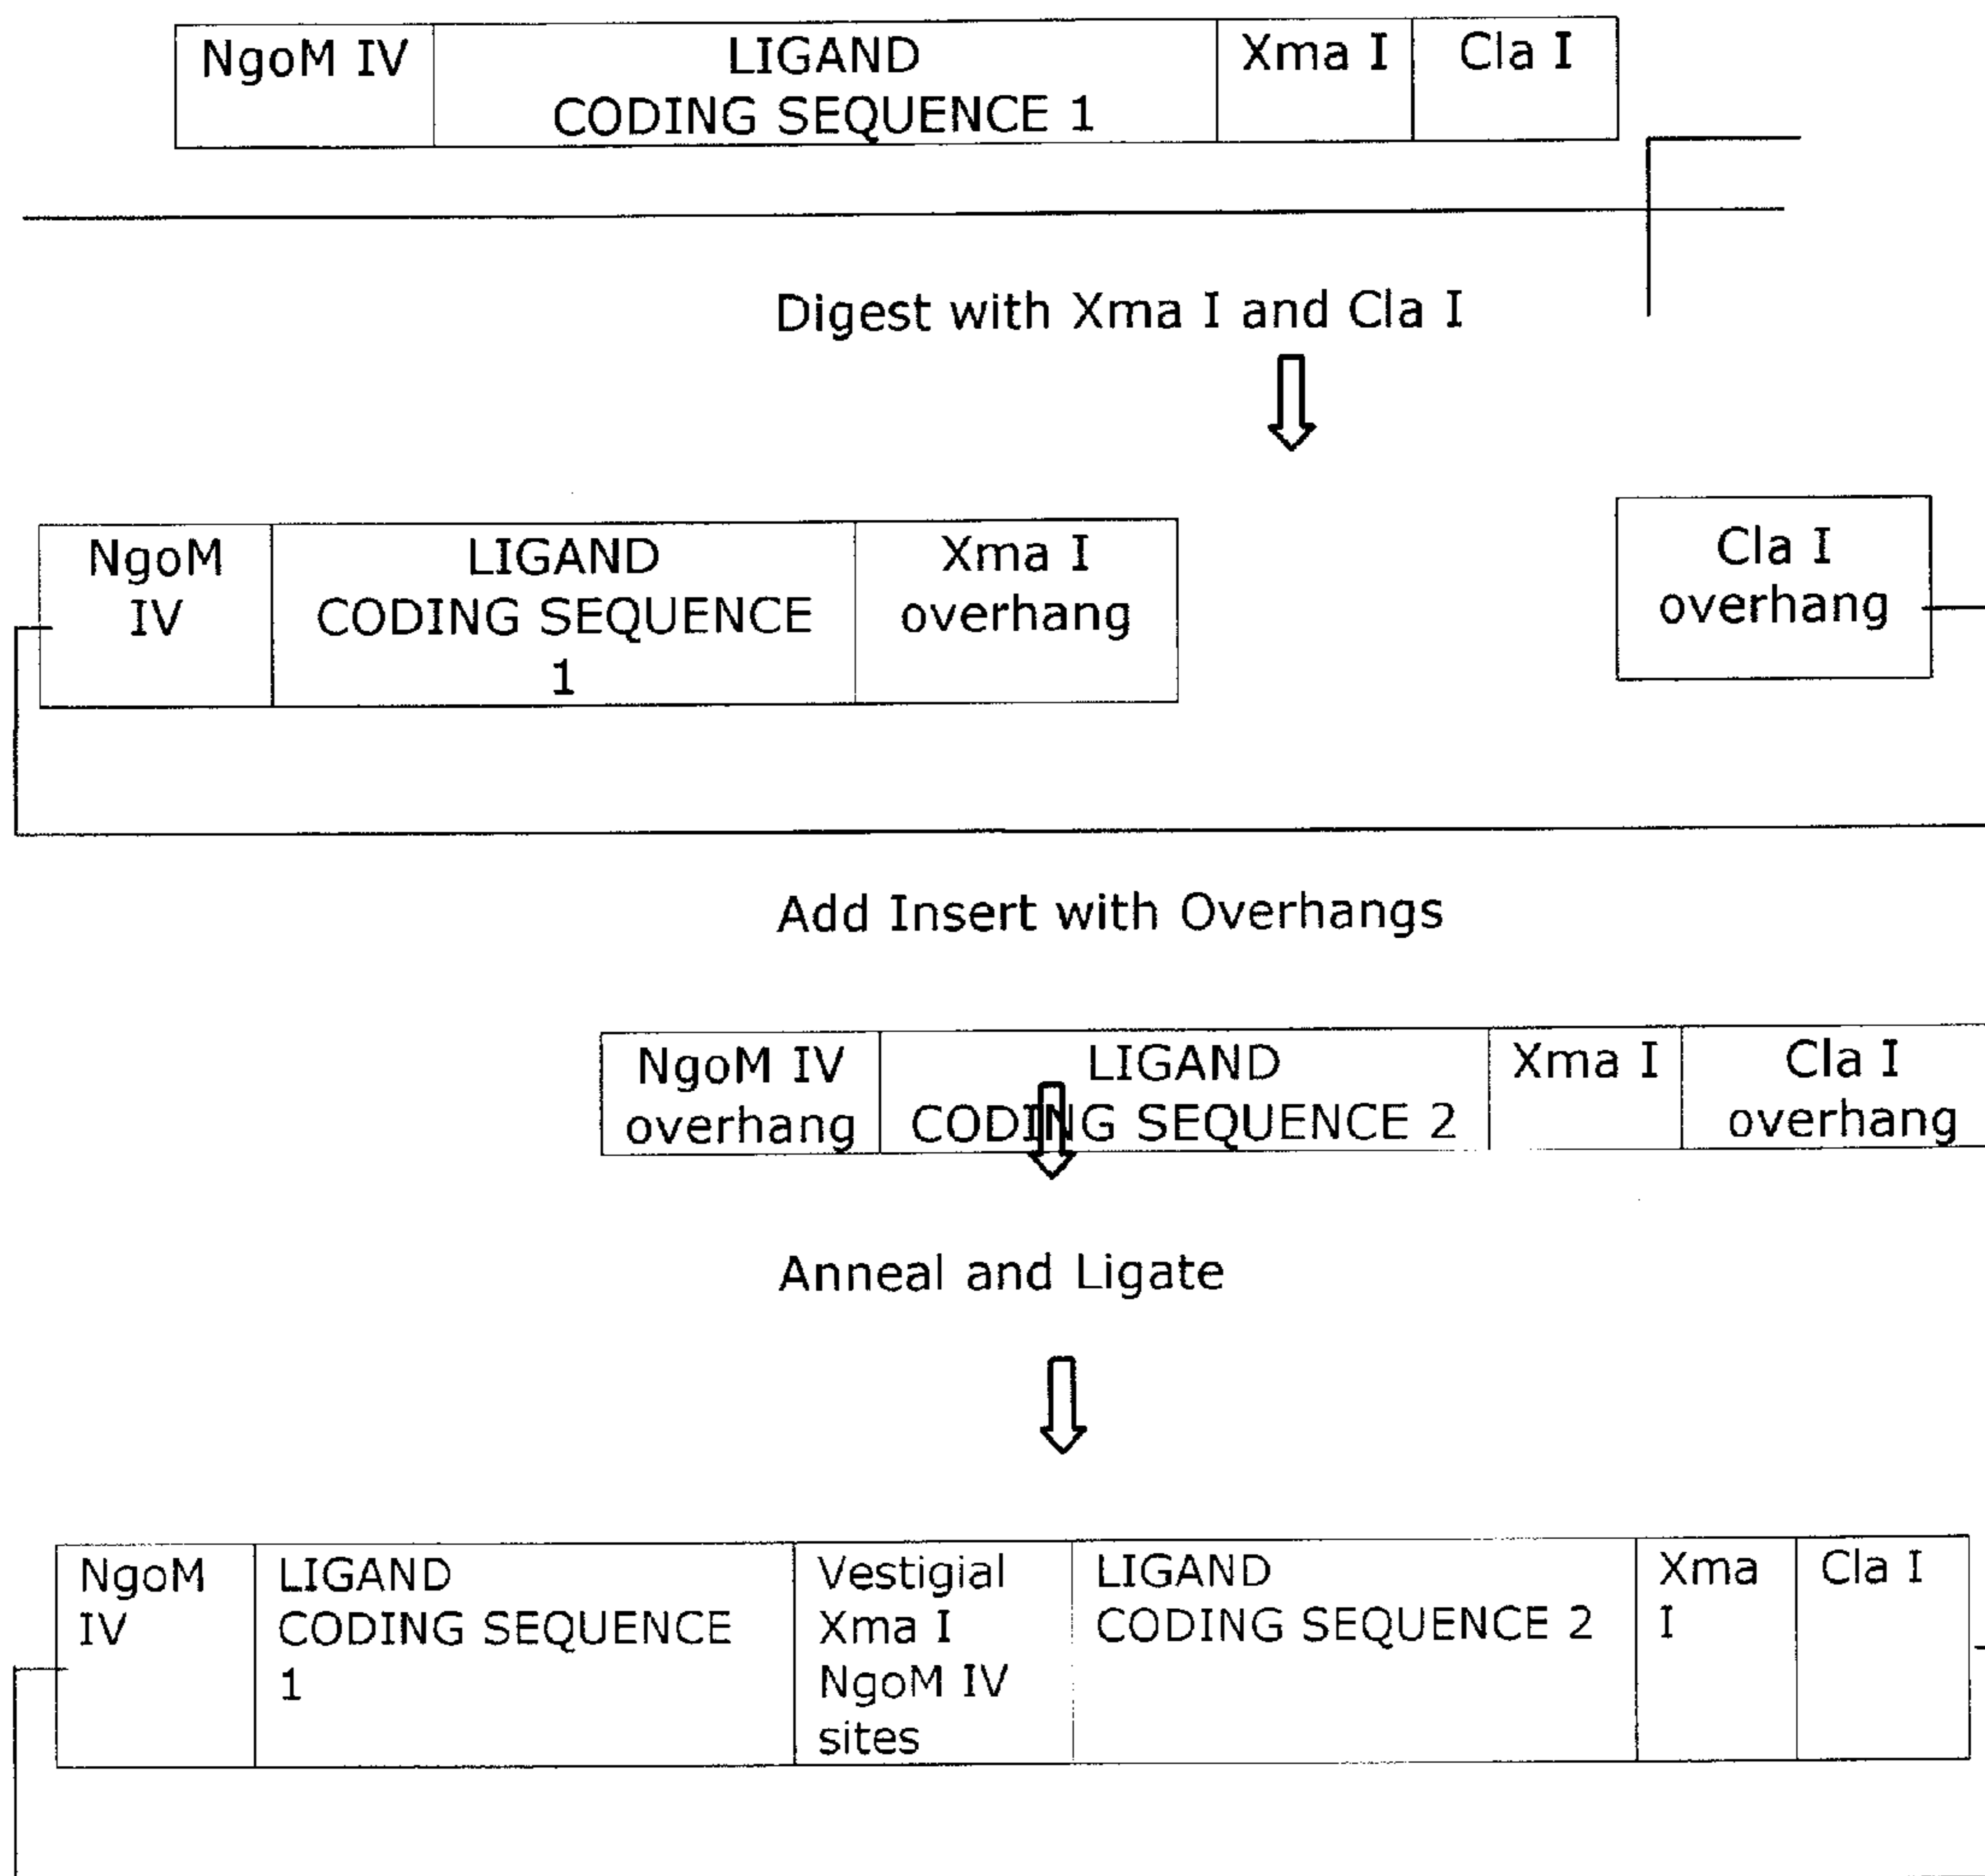 NgoM IV
LIGAND
CODING SEQUENCE 1
Xma I
Cla I
Digest with Xma I and Cla I
NgoM
IV
LIGAND
CODING SEQUENCE
1
Xma I
overhang
Cla I
overhang
Add Insert with Overhangs
NgoM IV
overhang
LIGAND
CODING SEQUENCE 2
Xma I
Cla I
overhang
Anneal and Ligate
NgoM
IV
LIGAND
CODING SEQUENCE
1
Vestigial
Xma I
NgoM IV
sites
LIGAND
CODING SEQUENCE 2
Xma
I
Cla I